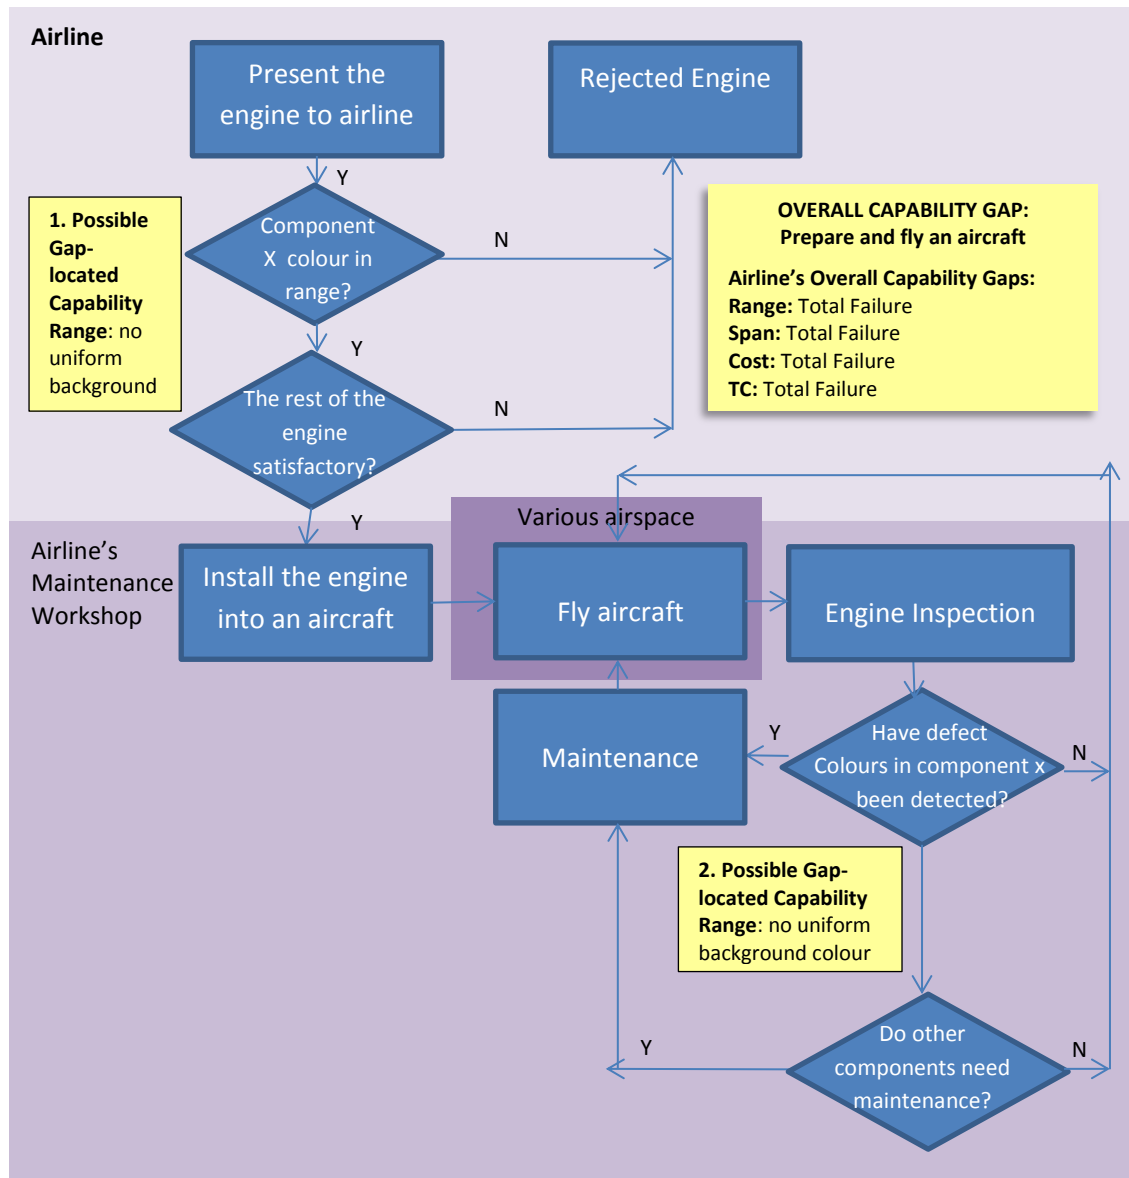 Airline
Present the
engine to airline
Rejected Engine
Y
Component
X colour in
range?
N
1. Possible
Gap-
located
Capability
Range: no
uniform
background
OVERALL CAPABILITY GAP:
Prepare and fly an aircraft
Airline's Overall Capability Gaps:
Range: Total Failure
Span: Total Failure
Cost: Total Failure
TC: Total Failure
Y
The rest of the
engine
satisfactory?
N
Y
Various airspace
Airline's
Maintenance
Workshop
Install the engine
into an aircraft
Fly aircraft
Engine Inspection
Maintenance
Y
Have defect
Colours in component x
been detected?
N
2. Possible Gap-
located Capability
Range: no uniform
background colour
Do other
components need
maintenance?
Y
N